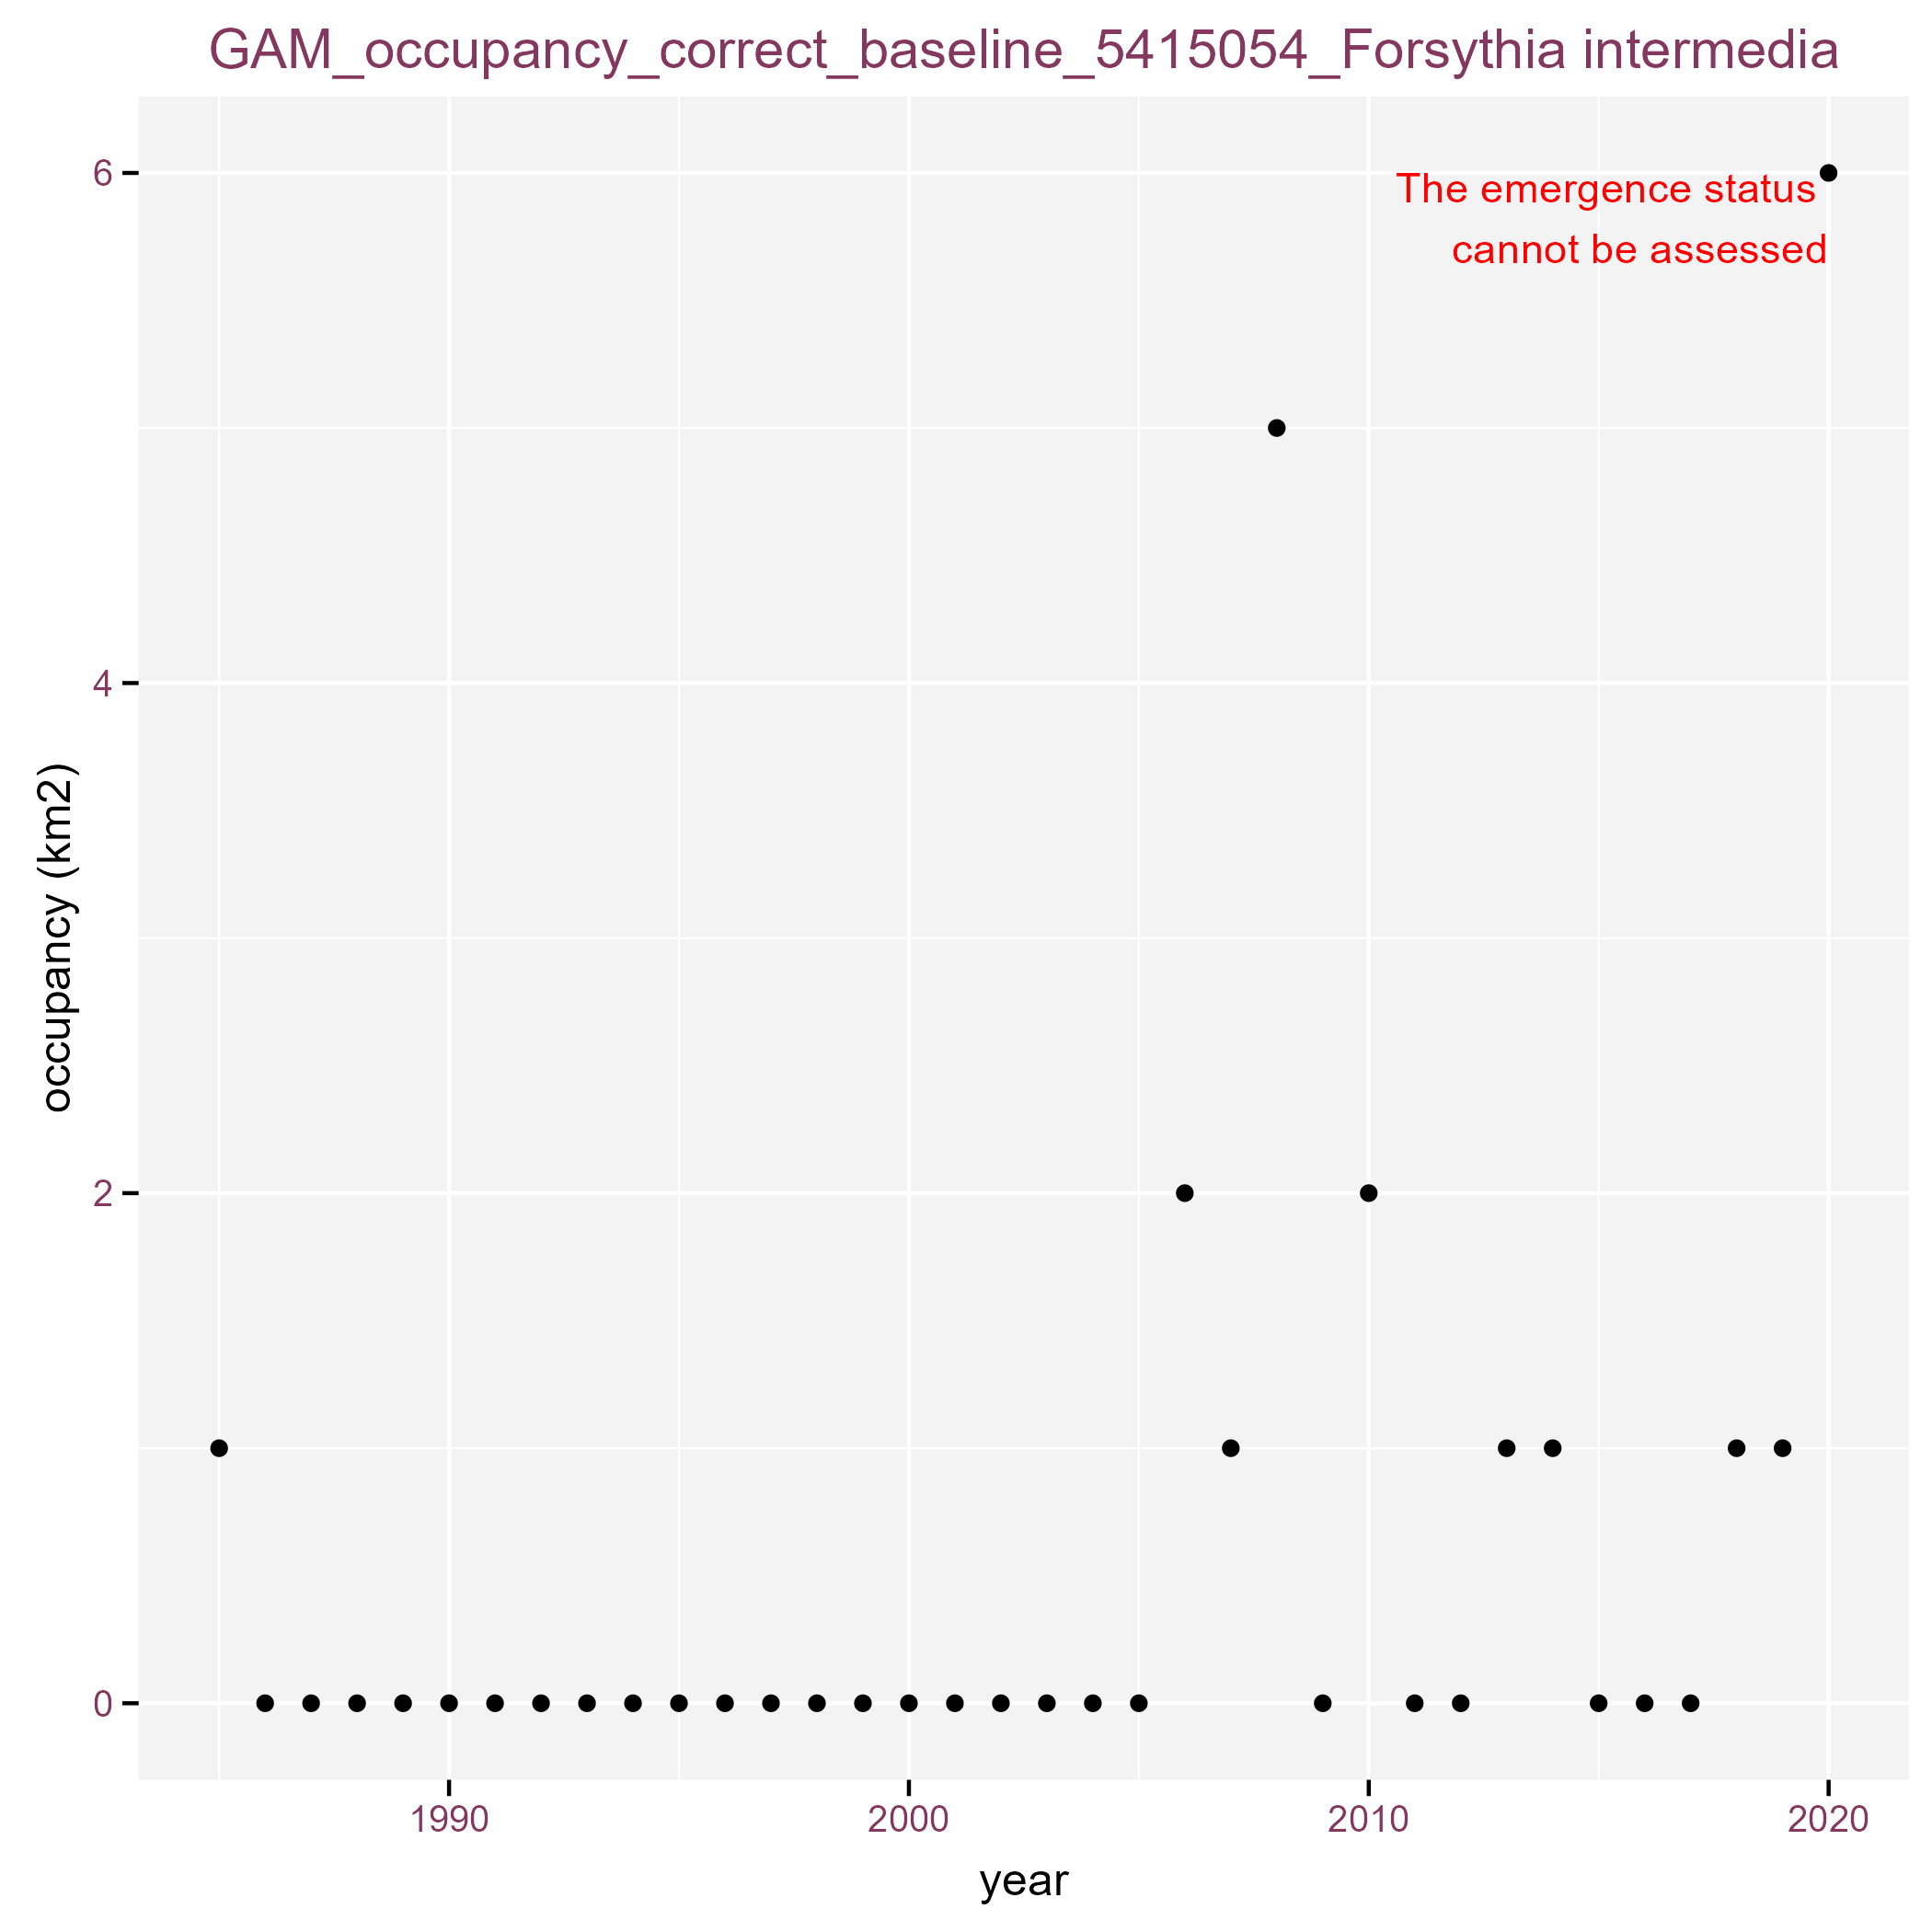 GAM_occupancy_correct_baseline_5415054_Forsythia intermedia
6
The emergence status
cannot be assessed
4
occupancy (km2)
2
0
1990 2000 2010 2020
year